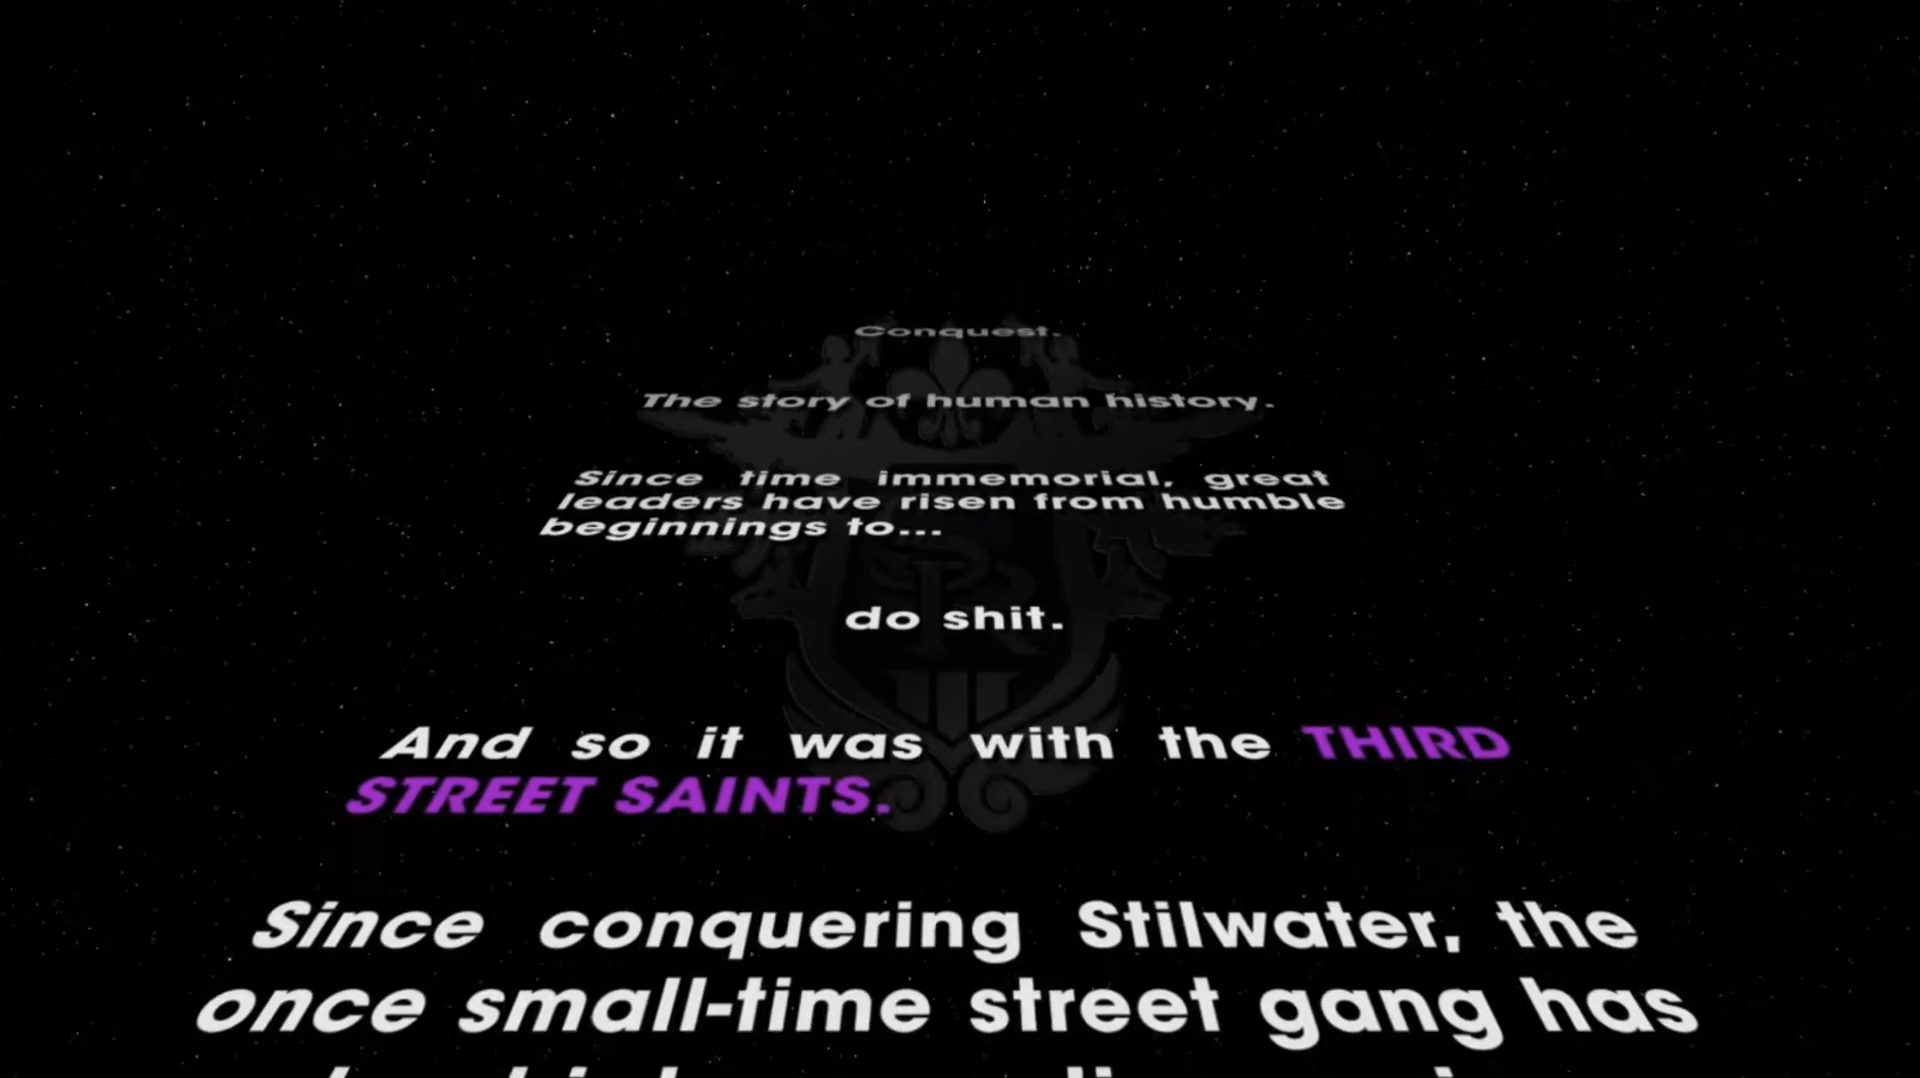 Conquest.
The story of human history.
Since time immemorial, great
leaders have risen from humble
beginnings to...
do shit.
And so it was with the THIRD
STREET SAINTS.
Since conquering Stilwater, the
once small-time street gang has